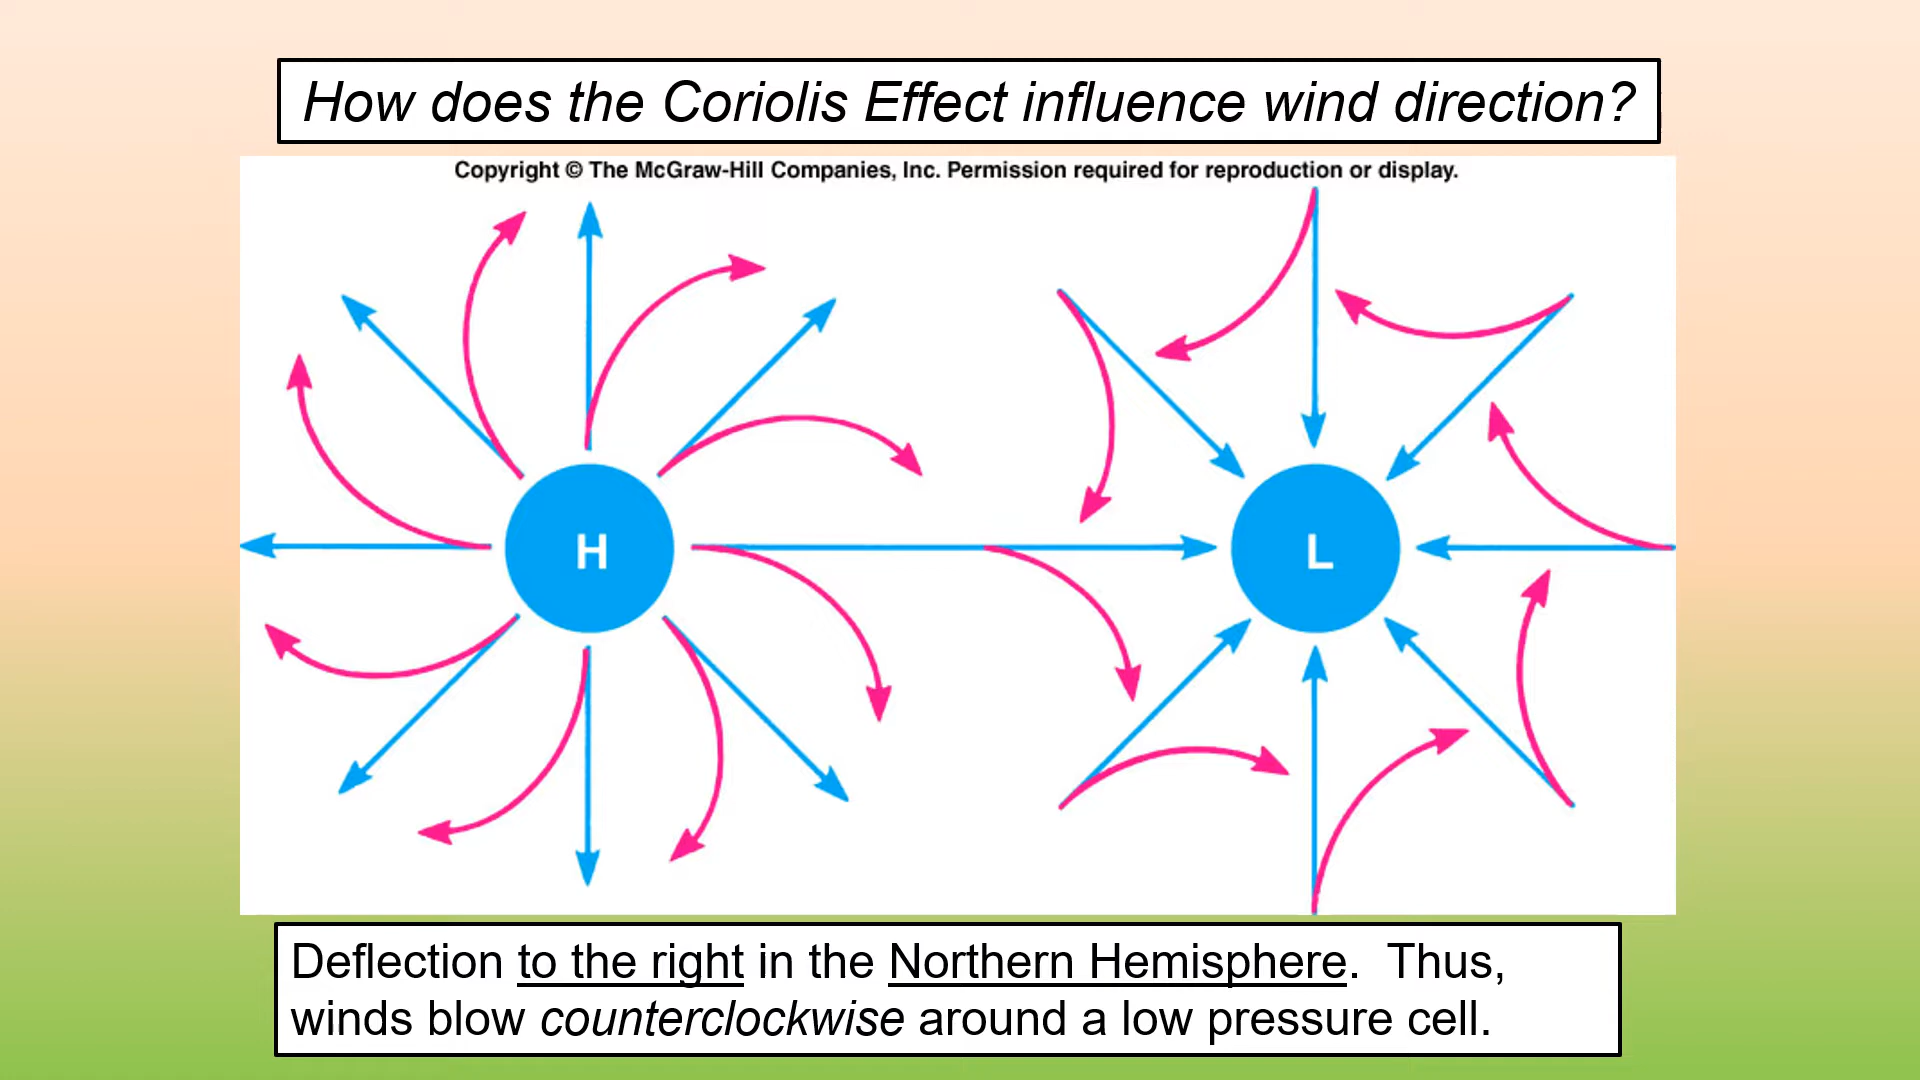 How does the Coriolis Effect influence wind direction?
Copyright © The McGraw-Hill Companies, Inc. Permission required for reproduction or display.
H
L
Deflection to the right in the Northern Hemisphere.  Thus,
winds blow counterclockwise around a low pressure cell.